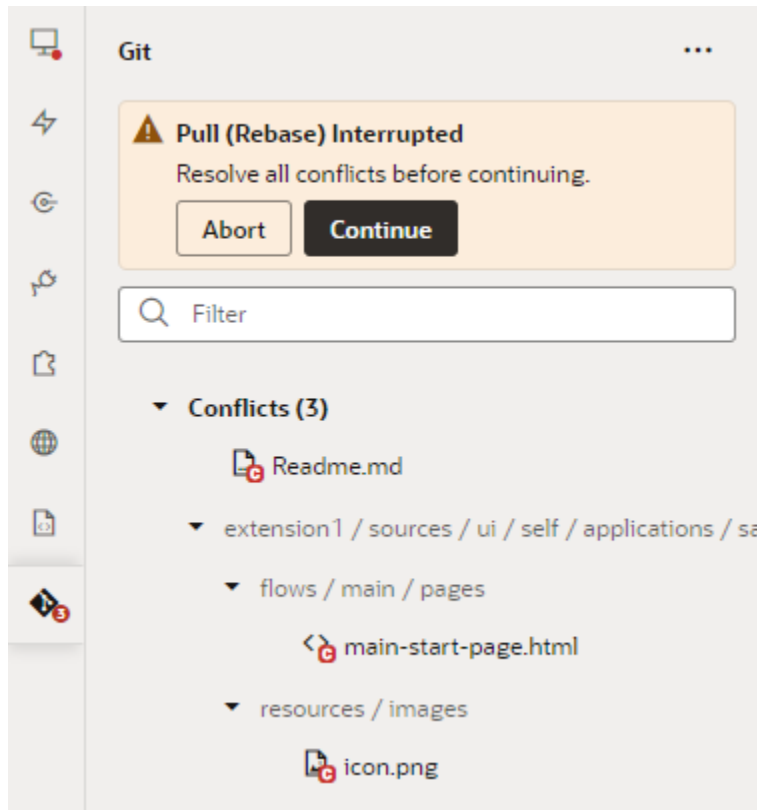 Git
Pull (Rebase) Interrupted
Resolve all conflicts before continuing.
Abort Continue
Filter
Conflicts (3)
C Readme.md
extension1 / sources / ui / self / applications /
flows / main / pages
3
C main-start-page.html
resources / images
C icon.png